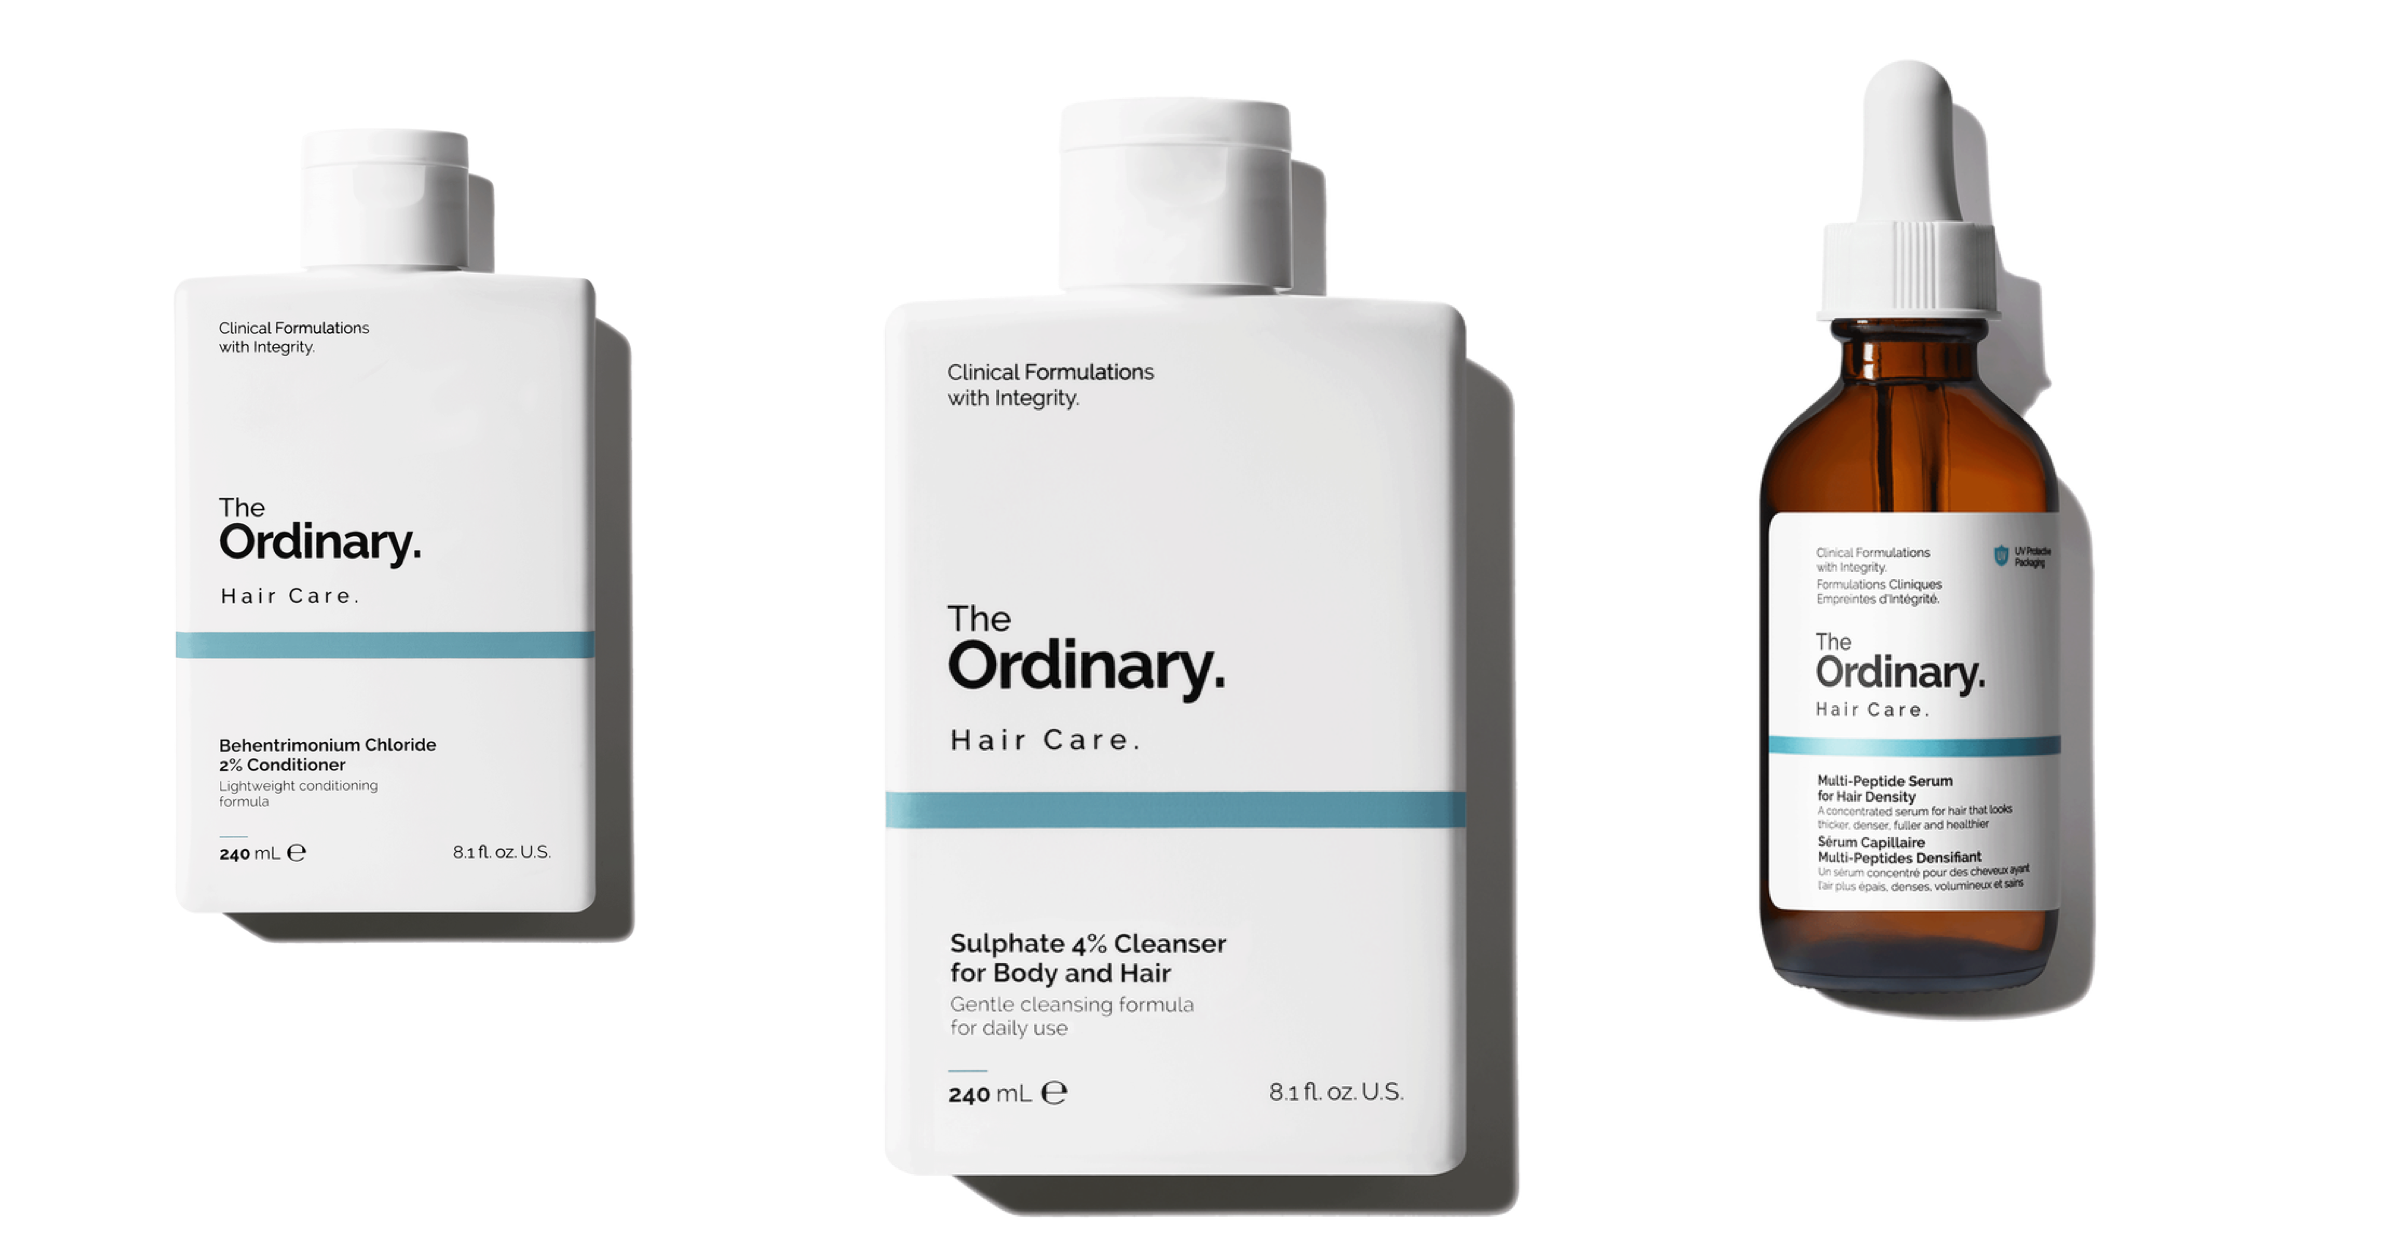 Clinical Formulations
with Integrity.
The
Ordinary.
Hair Care.
Behentrimonium Chloride
2% Conditioner
Lightweight conditioning
formula
240 mL ℮
8.1 fl. oz. U.S.
Clinical Formulations
with Integrity.
The
Ordinary.
Hair Care.
Sulphate 4% Cleanser
for Body and Hair
Gentle cleansing formula
for daily use
240 mL ℮
8.1 fl. oz. U.S.
Clinical Formulations
with Integrity.
Formulations Cliniques
Empreintes d'Intégrité.
UV
UV Protective
Packaging
The
Ordinary.
Hair Care.
Multi-Peptide Serum
for Hair Density
A concentrated serum for hair that looks
thicker, denser, fuller and healthier
Sérum Capillaire
Multi-Peptides Densifiant
Un sérum concentré pour des cheveux ayant
l'air plus épais, denses, volumineux et sains